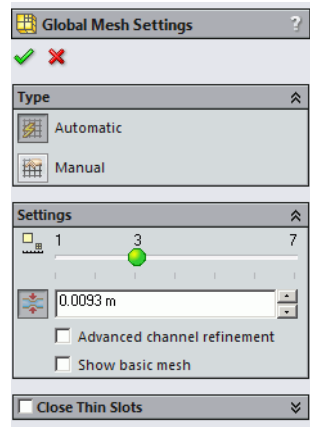 Global Mesh Settings ?
Type
Automatic
Manual
Settings
1 3 7
0.0093 m
Advanced channel refinement
Show basic mesh
Close Thin Slots